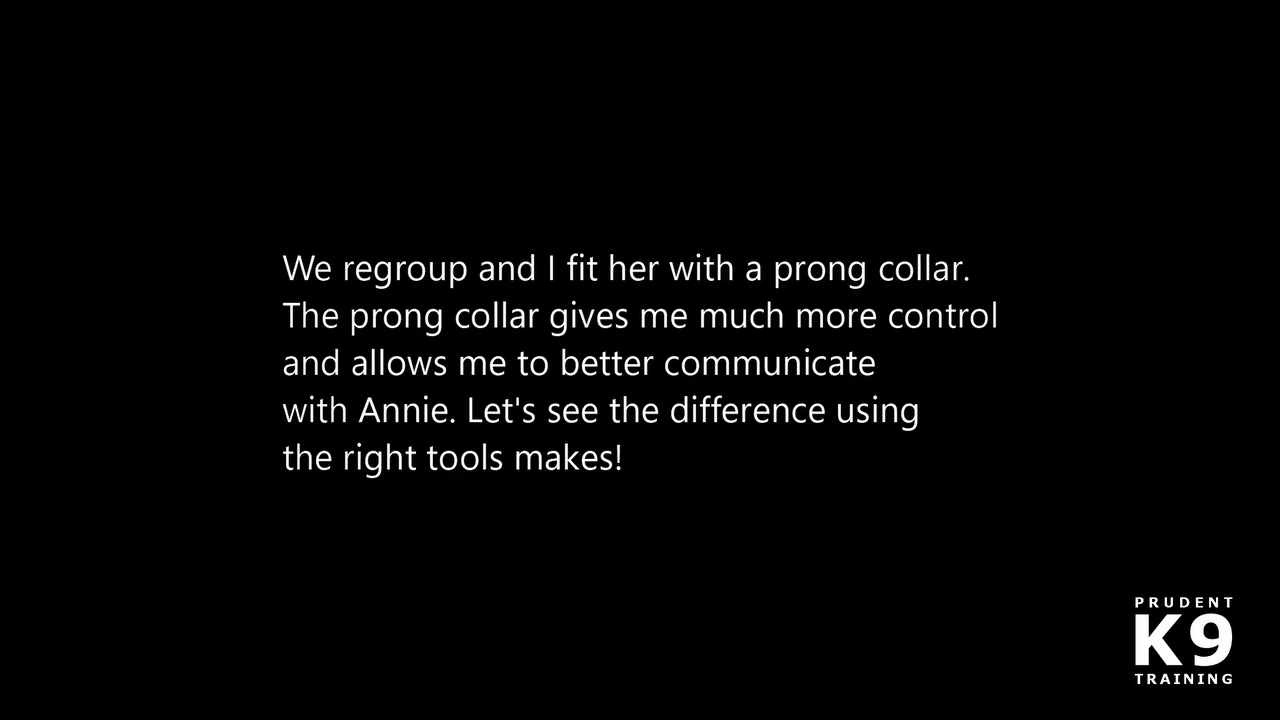 We regroup and I fit her with a prong collar.
The prong collar gives me much more control
and allows me to better communicate
with Annie. Let's see the difference using
the right tools makes!
PRUDENT
K9
TRAINING